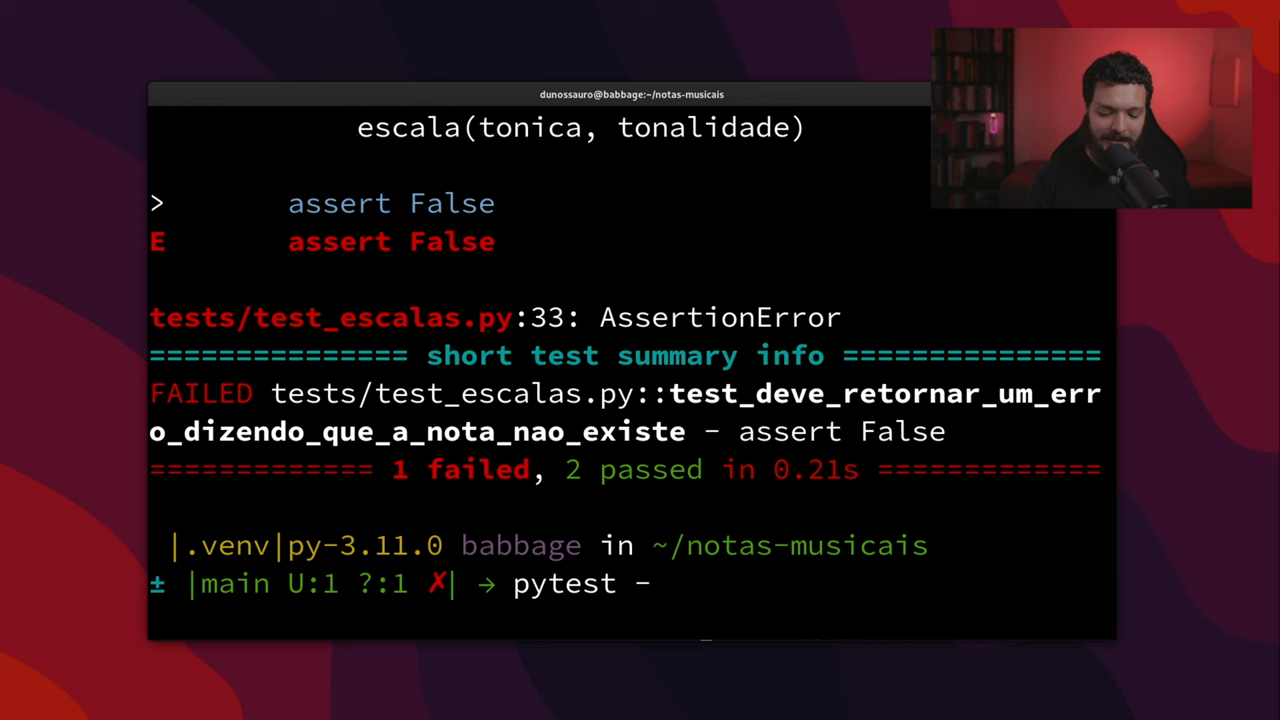 dunossauro@babbage:~/notas-musicais
escala(tonica, tonalidade)
> assert False
E assert False
tests/test_escalas.py:33: AssertionError
=============== short test summary info ===============
FAILED tests/test_escalas.py::test_deve_retornar_um_err
o_dizendo_que_a_nota_nao_existe - assert False
============= 1 failed, 2 passed in 0.21s =============
|.venv|py-3.11.0 babbage in ~/notas-musicais
± |main U:1 ?:1 ✗| → pytest -